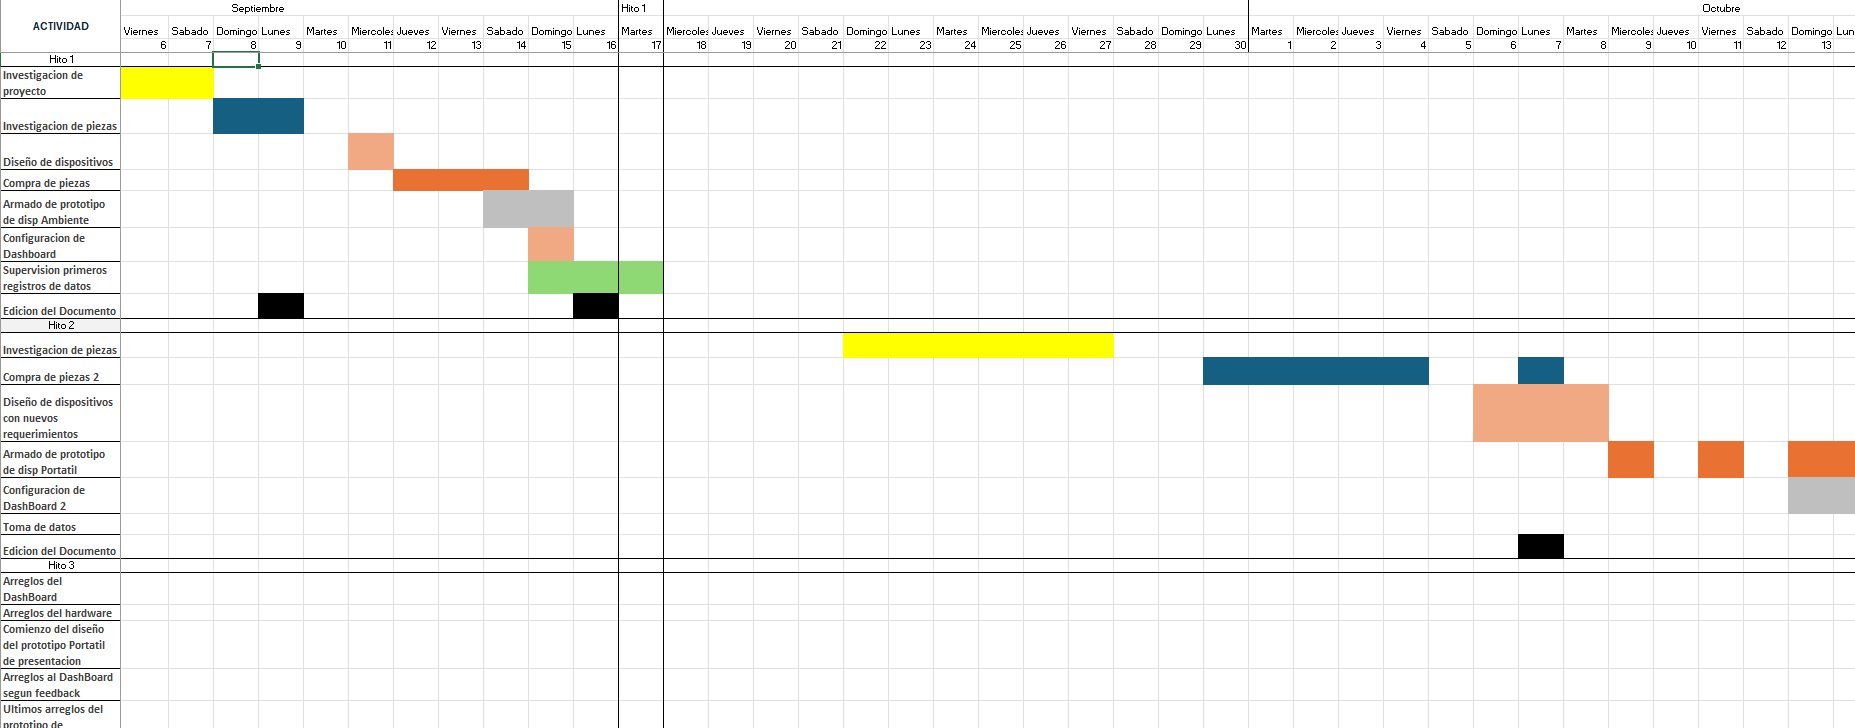 Septiembre Hito 1 Octubre
ACTIVIDAD
Viernes Sabado Domingo Lunes Martes Miercoles Jueves Viernes Sabado Domingo Lunes Martes Miercoles Jueves Viernes Sabado Domingo Lunes Martes Miercoles Jueves Viernes Sabado Domingo Lunes Martes Miercoles Jueves Viernes Sabado Domingo Lunes Martes Miercoles Jueves Viernes Sabado Domingo Lun
6 7 8 9 10 11 12 13 14 15 16 17 18 19 20 21 22 23 24 25 26 27 28 29 30 1 2 3 4 5 6 7 8 9 10 11 12 13
Hito 1
Investigacion de
proyecto
Investigacion de piezas
Diseño de dispositivos
Compra de piezas
Armado de prototipo
de disp Ambiente
Configuracion de
Dashboard
Supervision primeros
registros de datos
Edicion del Documento
Hito 2
Investigacion de piezas
Compra de piezas 2
Diseño de dispositivos
con nuevos
requerimientos
Armado de prototipo
de disp Portatil
Configuracion de
DashBoard 2
Toma de datos
Edicion del Documento
Hito 3
Arreglos del
DashBoard
Arreglos del hardware
Comienzo del diseño
del prototipo Portatil
de presentacion
Arreglos al DashBoard
segun feedback
Ultimos arreglos del
prototipo de